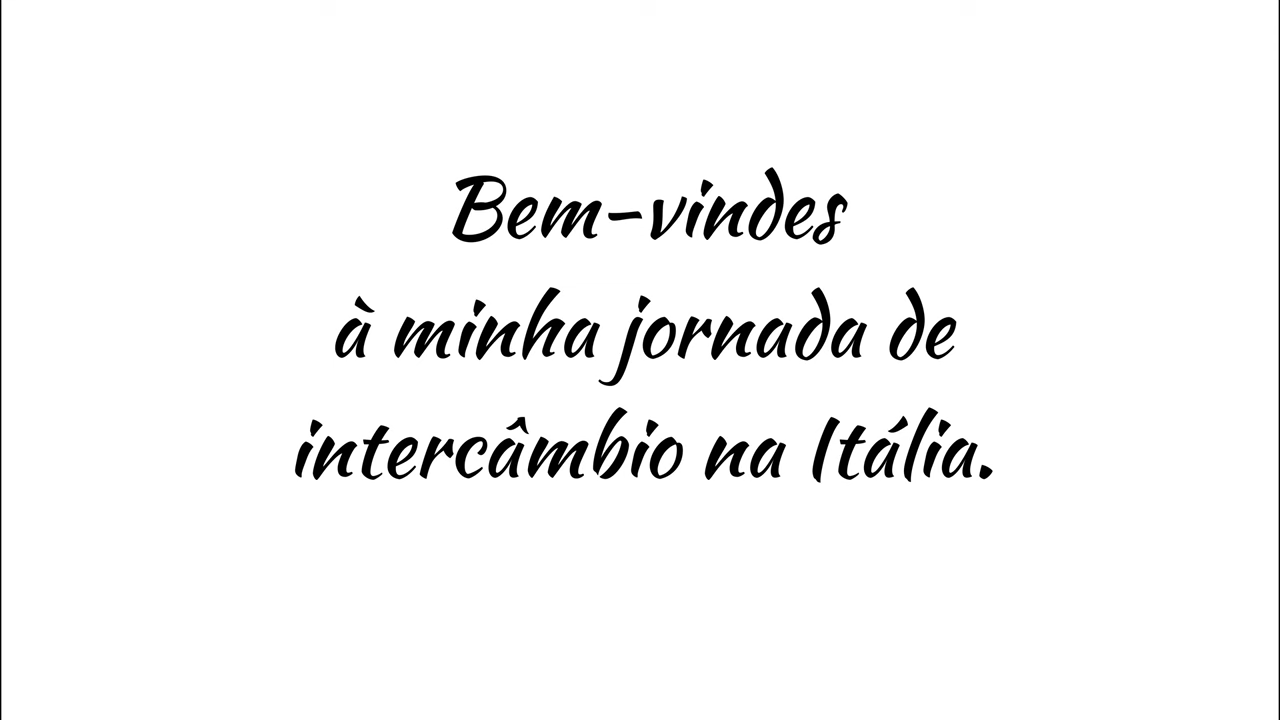 Bem-vindes
à minha jornada de
intercâmbio na Itália.